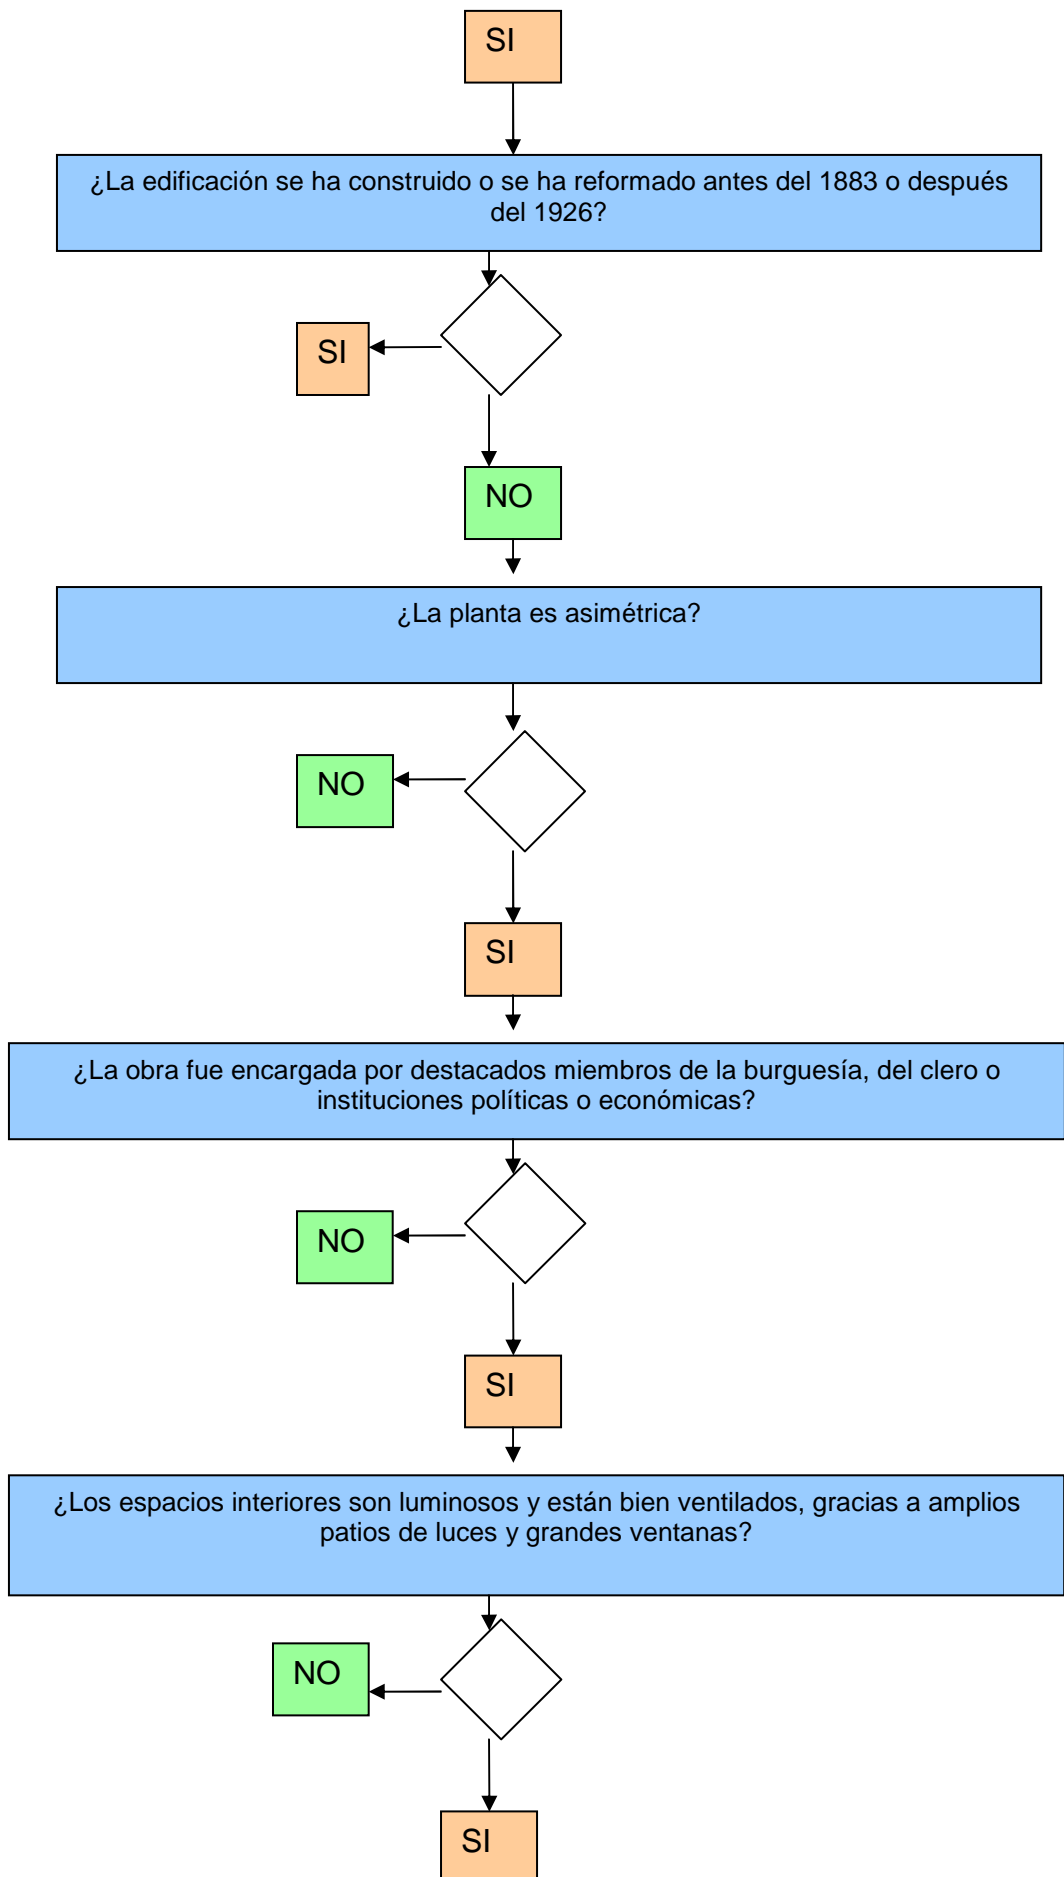 SI
¿La edificación se ha construido o se ha reformado antes del 1883 o después
del 1926?
SI
NO
¿La planta es asimétrica?
NO
SI
¿La obra fue encargada por destacados miembros de la burguesía, del clero o
instituciones políticas o económicas?
NO
SI
¿Los espacios interiores son luminosos y están bien ventilados, gracias a amplios
patios de luces y grandes ventanas?
NO
SI